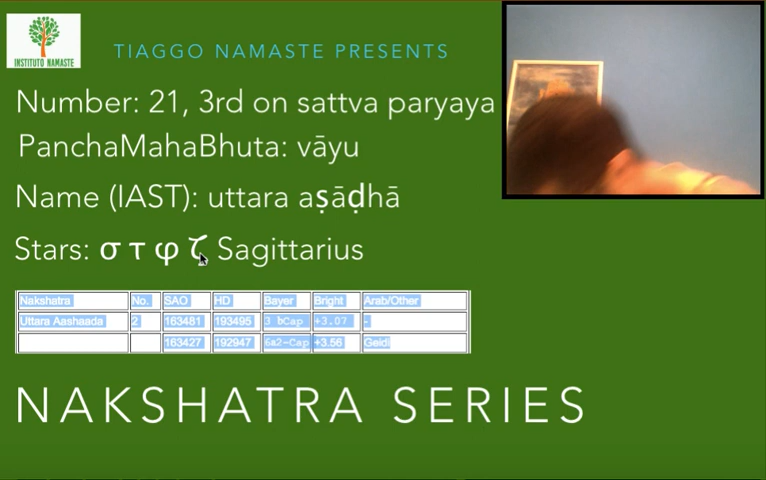 INSTITUTO NAMASTE
TIAGGO NAMASTE PRESENTS
Number: 21, 3rd on sattva paryaya
PanchaMahaBhuta: vāyu
Name (IAST): uttara aṣāḍhā
Stars: σ τ φ ζ Sagittarius
Nakshatra No. SAO HD Bayer Bright Arab/Other
Uttara Aashaada 2 163481 193495 3 bCap +3.07 -
163427 192947 6a2-Cap +3.56 Geidi
NAKSHATRA SERIES